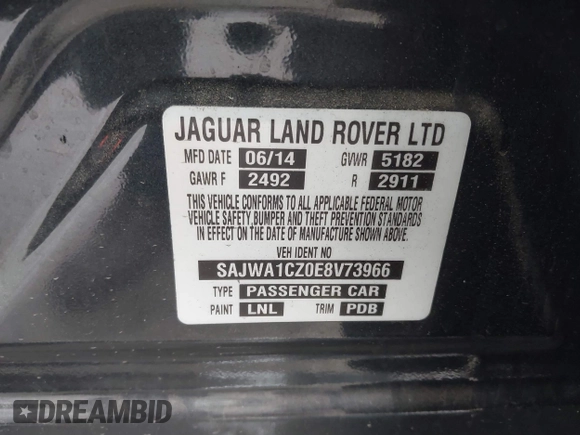 JAGUAR LAND ROVER LTD
MFD DATE 06/14 GVWR 5182
GAWR F 2492 R 2911
THIS VEHICLE CONFORMS TO ALL APPLICABLE FEDERAL MOTOR
VEHICLE SAFETY, BUMPER AND THEFT PREVENTION STANDARDS
IN EFFECT ON THE DATE OF MANUFACTURE SHOWN ABOVE.
VEH IDENT NO
SAJWA1CZ0E8V73966
TYPE PASSENGER CAR
PAINT LNL TRIM PDB
DREAMBID